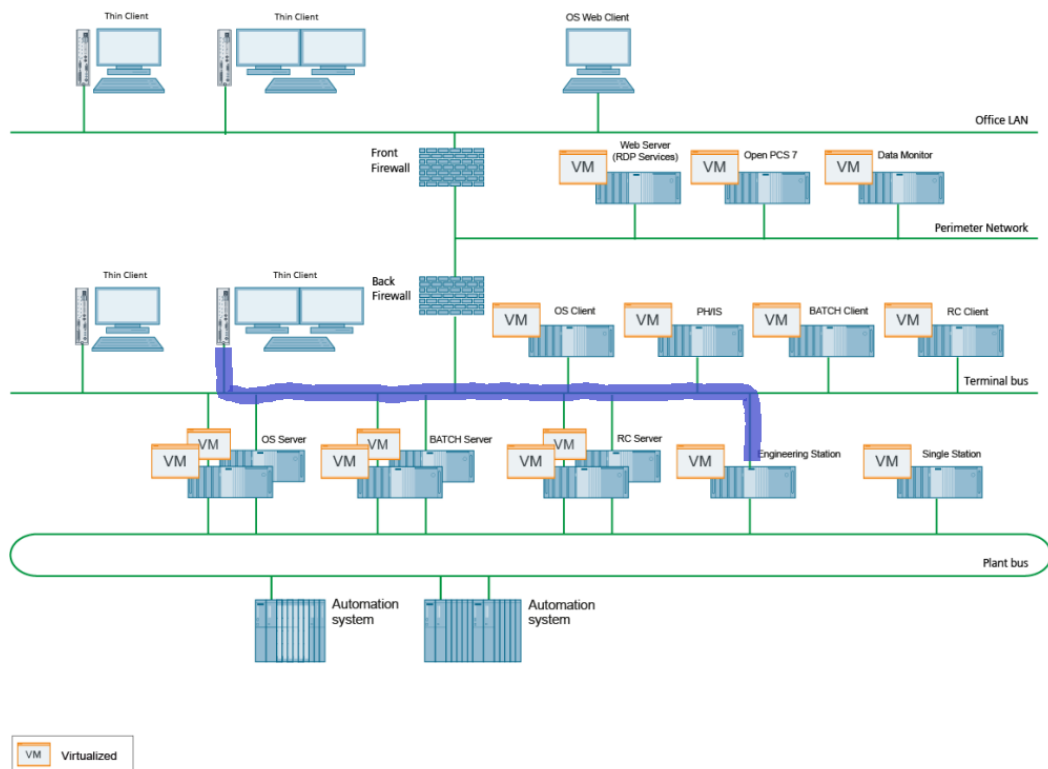 Thin Client
Thin Client
OS Web Client
Office LAN
Front
Firewall
Web Server
(RDP Services)
VM
Open PCS 7
VM
Data Monitor
VM
Perimeter Network
Thin Client
Thin Client
Back
Firewall
OS Client
VM
PH/IS
VM
BATCH Client
VM
RC Client
VM
Terminal bus
OS Server
VM
VM
BATCH Server
VM
VM
RC Server
VM
VM
Engineering Station
VM
Single Station
VM
Plant bus
Automation
system
Automation
system
VM Virtualized